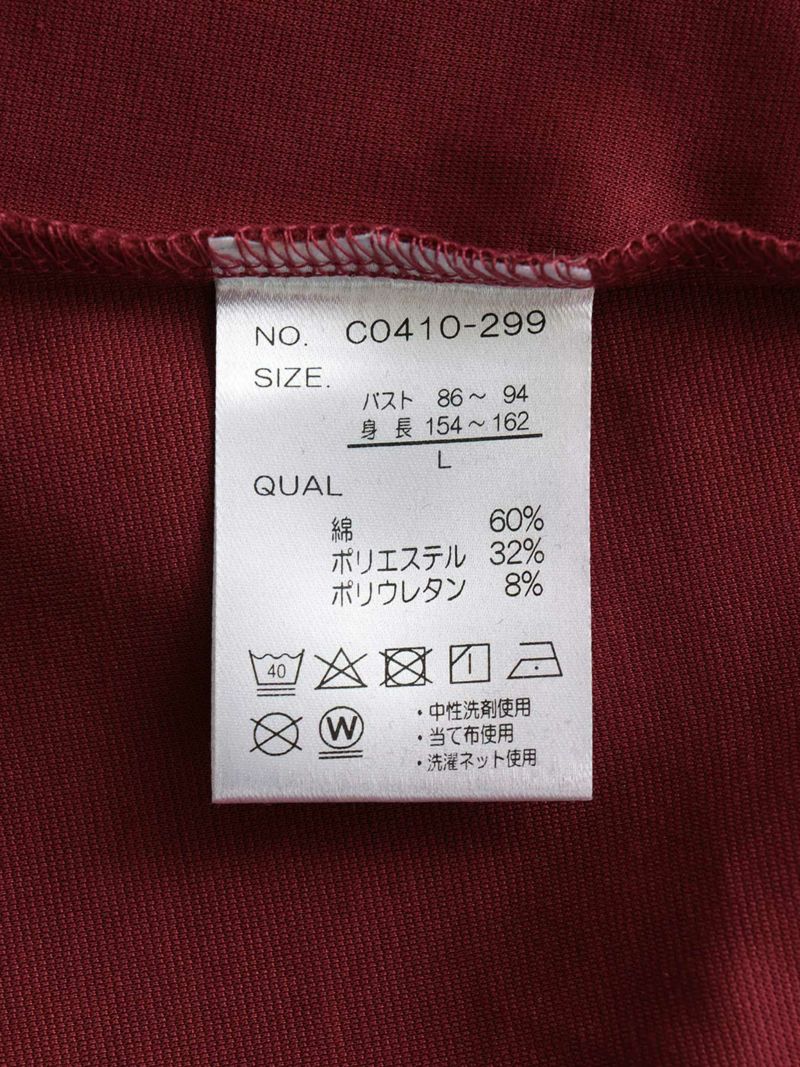 NO. C0410-299
SIZE.
バスト 86～ 94
身 長 154～162
L
QUAL
綿 60%
ポリエステル 32%
ポリウレタン 8%
40
W
・中性洗剤使用
・当て布使用
・洗濯ネット使用